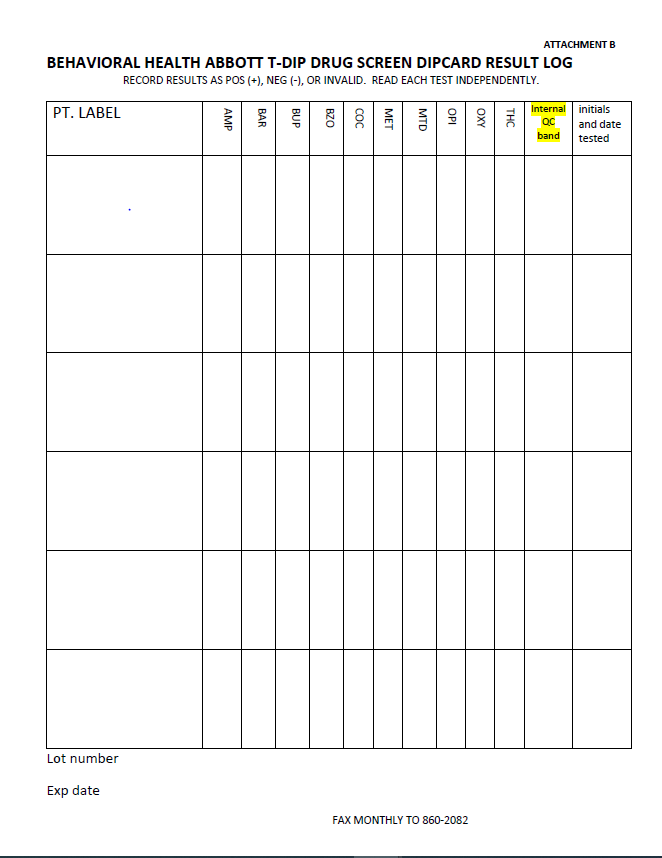 ATTACHMENT B
BEHAVIORAL HEALTH ABBOTT T-DIP DRUG SCREEN DIPCARD RESULT LOG
RECORD RESULTS AS POS (+), NEG (-), OR INVALID. READ EACH TEST INDEPENDENTLY.
PT. LABEL
AMP
BAR
BUP
BZO
COC
MET
MTD
OPI
OXY
THC
Internal
QC
band
initials
and date
tested
Lot number
Exp date
FAX MONTHLY TO 860-2082